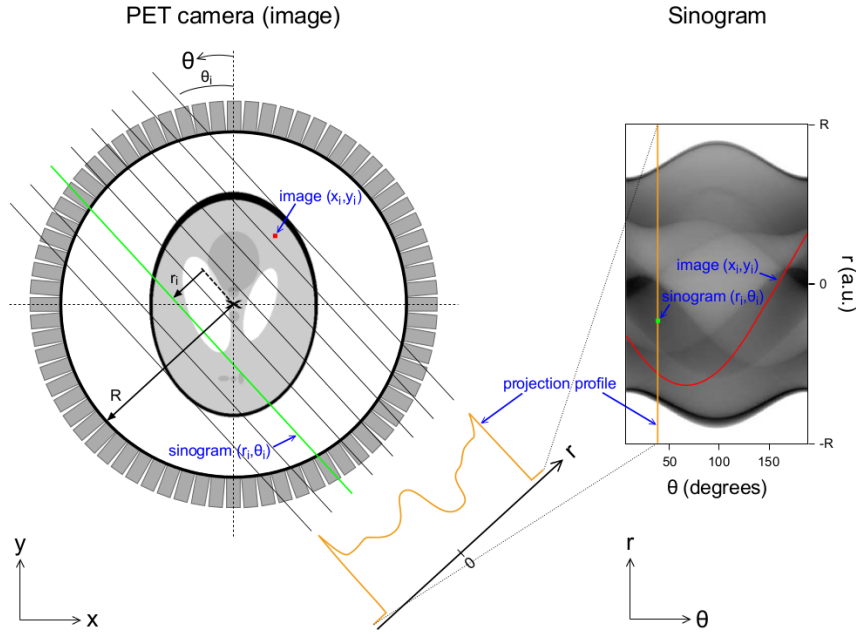 PET camera (image)
Sinogram
θ
θi
image (xi,yi)
ri
R
sinogram (ri,θi)
projection profile
r
0
R
0
-R
r (a.u.)
image (xi,yi)
sinogram (ri,θi)
50 100 150
θ (degrees)
y
x
r
θ